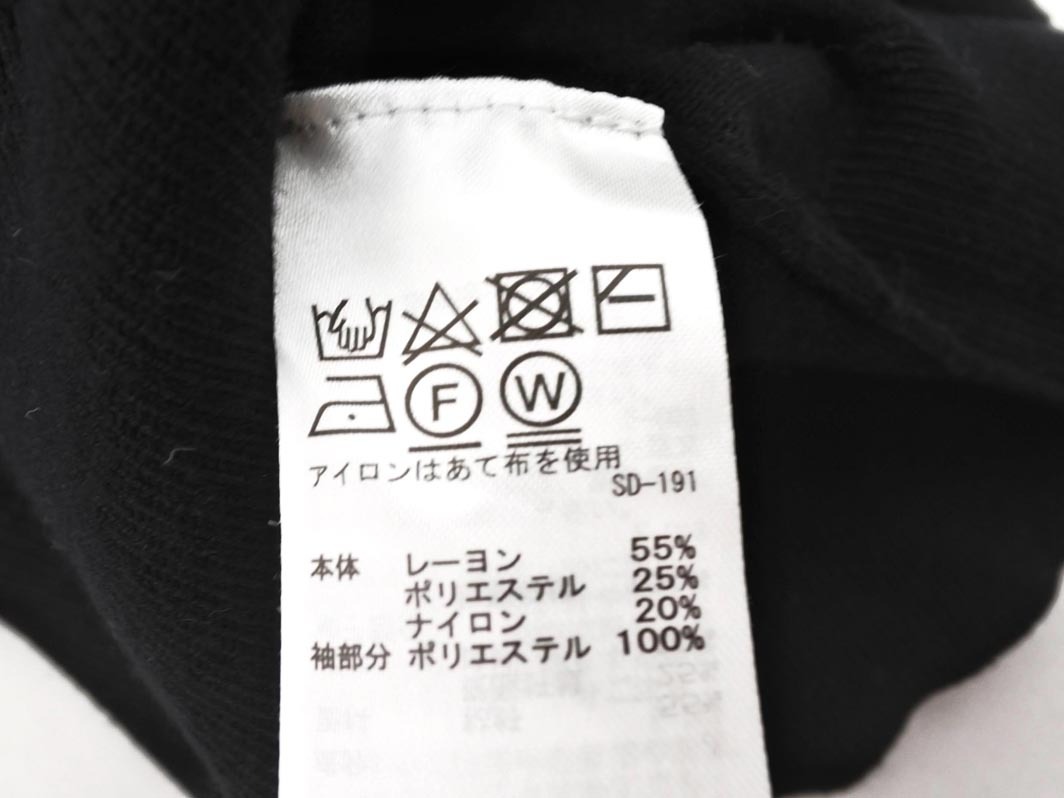 F W
アイロンはあて布を使用
SD-191
本体 レーヨン 55%
ポリエステル 25%
ナイロン 20%
袖部分 ポリエステル 100%